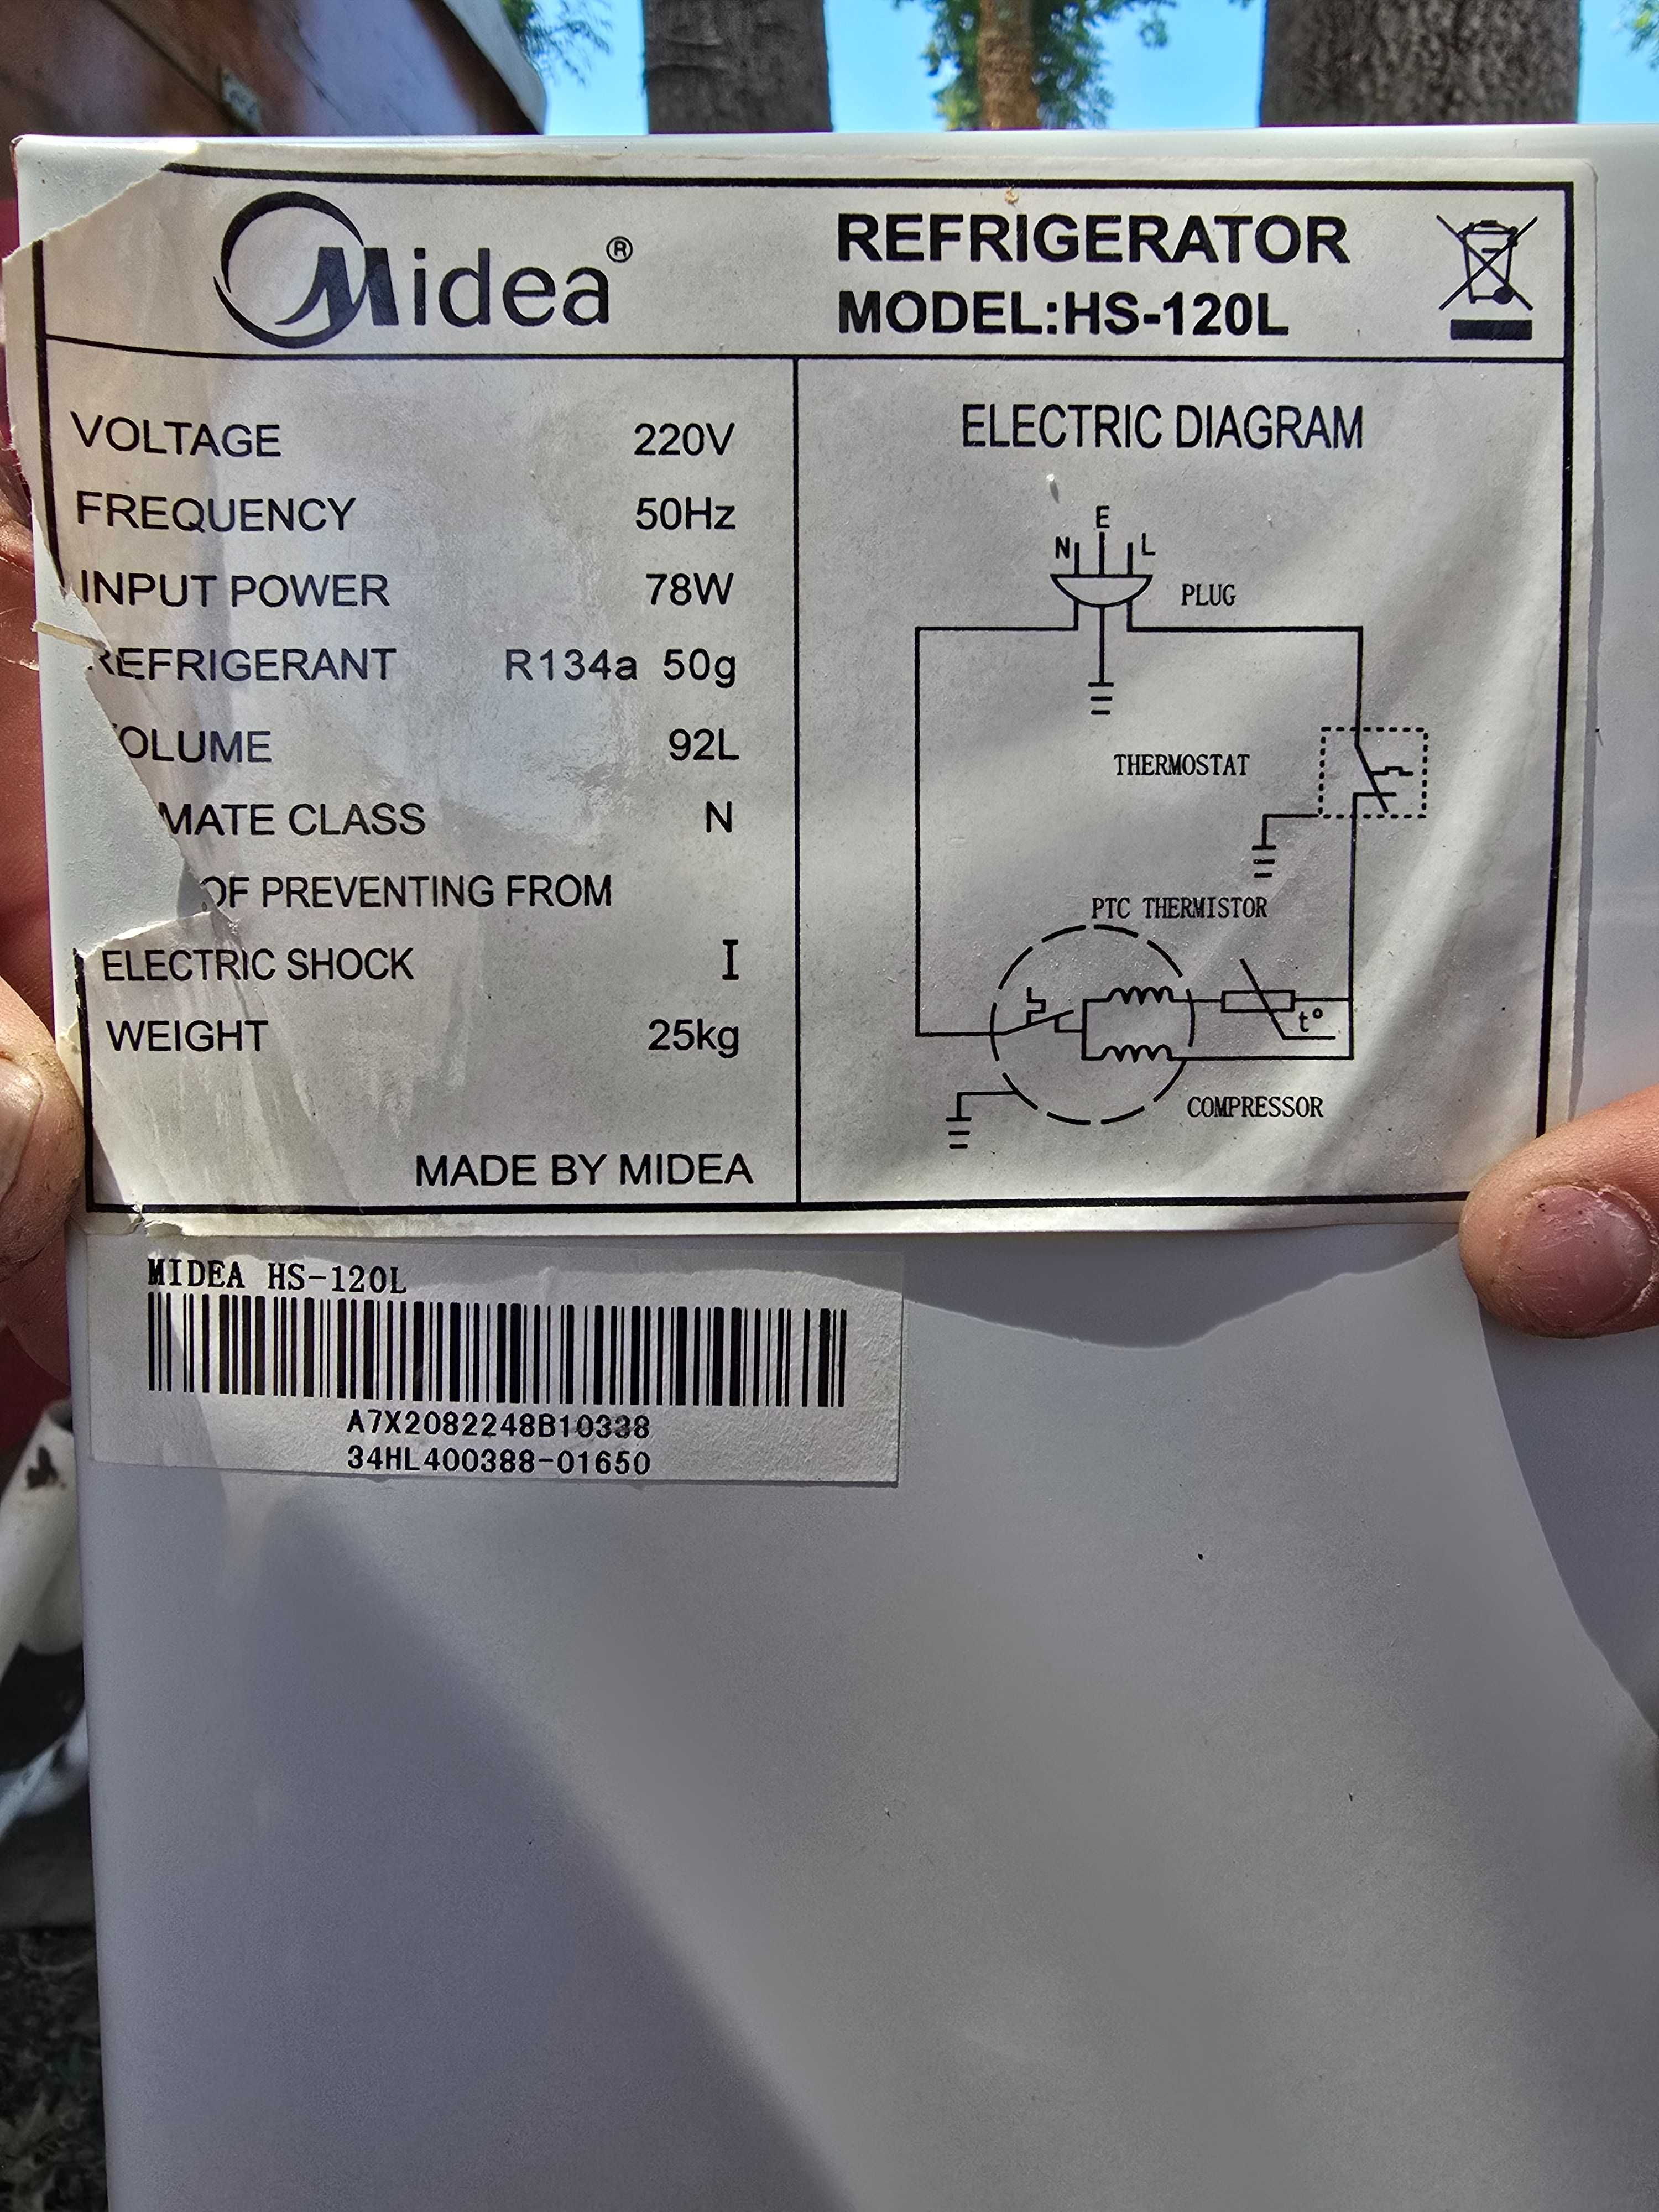 Midea®
REFRIGERATOR
MODEL:HS-120L
VOLTAGE 220V
FREQUENCY 50Hz
INPUT POWER 78W
REFRIGERANT R134a 50g
OLUME 92L
MATE CLASS N
OF PREVENTING FROM
ELECTRIC SHOCK I
WEIGHT 25kg
MADE BY MIDEA
ELECTRIC DIAGRAM
E
N L
PLUG
THERMOSTAT
PTC THERMISTOR
t°
COMPRESSOR
MIDEA HS-120L
A7X2082248B10338
34HL400388-01650